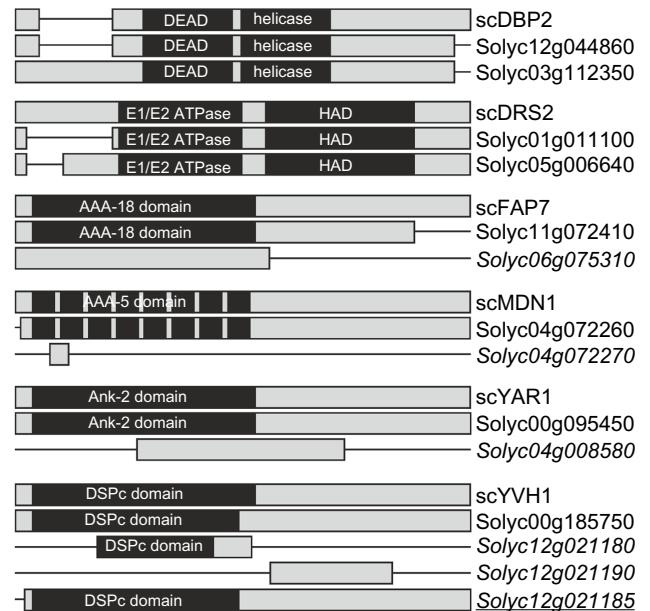 DEAD helicase scDBP2
DEAD helicase Solyc12g044860
DEAD helicase Solyc03g112350
E1/E2 ATPase HAD scDRS2
E1/E2 ATPase HAD Solyc01g011100
E1/E2 ATPase HAD Solyc05g006640
AAA-18 domain scFAP7
AAA-18 domain Solyc11g072410
Solyc06g075310
AAA-5 domain scMDN1
Solyc04g072260
Solyc04g072270
Ank-2 domain scYAR1
Ank-2 domain Solyc00g095450
Solyc04g008580
DSPc domain scYVH1
DSPc domain Solyc00g185750
DSPc domain Solyc12g021180
Solyc12g021190
DSPc domain Solyc12g021185